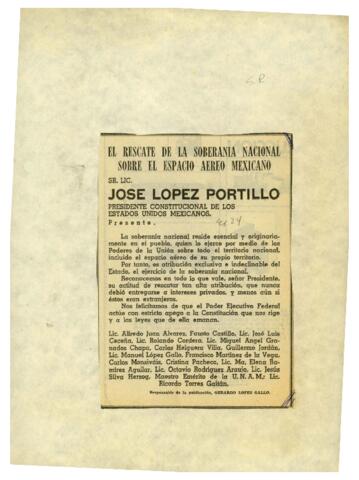 S.R
EL RESCATE DE LA SOBERANIA NACIONAL
SOBRE EL ESPACIO AEREO MEXICANO
SR. LIC.
JOSE LOPEZ PORTILLO
PRESIDENTE CONSTITUCIONAL DE LOS
ESTADOS UNIDOS MEXICANOS.
Presente.
La soberanía nacional reside esencial y originaria-
mente en el pueblo, quien la ejerce por medio de los
Poderes de la Unión sobre todo el territorio nacional,
incluido el espacio aéreo de su propio territorio.
Por tanto, es atribución exclusiva e indeclinable del
Estado, el ejercicio de la soberanía nacional.
Reconocemos en todo lo que vale, señor Presidente,
su actitud de rescatar tan alta atribución, que nunca
debió entregarse a intereses privados, y menos aún si
éstos eran extranjeros.
Nos felicitamos de que el Poder Ejecutivo Federal
actúe con estricto apego a la Constitución que nos rige
y a las leyes que de ella emanan.
Lic. Alfredo Juan Alvarez, Fausto Castillo, Lic. José Luis
Ceceña, Lic. Rolando Cordera, Lic. Miguel Angel Gra-
nados Chapa, Carlos Holguera Villa, Guillermo Jordán,
Lic. Manuel López Gallo, Francisco Martínez de la Vega,
Carlos Monsiváis, Cristina Pacheco, Lic. Ma. Elena Ra-
mírez Aguilar, Lic. Octavio Rodríguez Araujo, Lic. Jesús
Silva Herzog, Maestro Emérito de la U.N.A.M.; Lic.
Ricardo Torres Gaitán.
Responsable de la publicación, GERARDO LOPEZ GALLO.